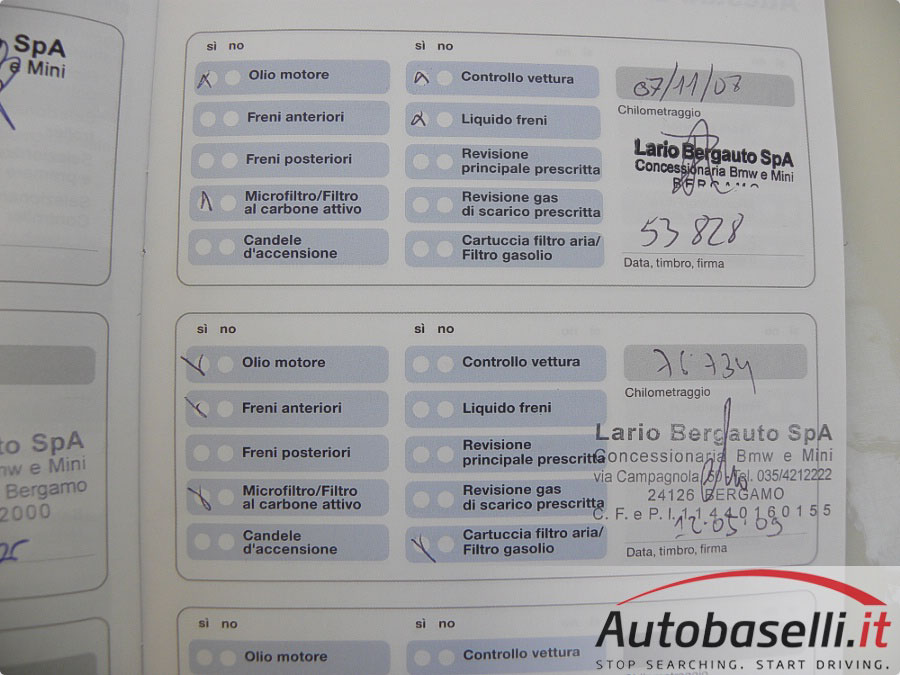 SpA
e Mini
sì no
Olio motore
Freni anteriori
Freni posteriori
Microfiltro/Filtro
al carbone attivo
Candele
d'accensione
sì no
Controllo vettura
Liquido freni
Revisione
principale prescritta
Revisione gas
di scarico prescritta
Cartuccia filtro aria/
Filtro gasolio
07/11/07
Chilometraggio
Lario Bergauto SpA
Concessionaria Bmw e Mini
BERGAMO
53 828
Data, timbro, firma
to SpA
mw e Mini
Bergamo
2000
sì no
Olio motore
Freni anteriori
Freni posteriori
Microfiltro/Filtro
al carbone attivo
Candele
d'accensione
sì no
Controllo vettura
Liquido freni
Revisione
principale prescritta
Revisione gas
di scarico prescritta
Cartuccia filtro aria/
Filtro gasolio
76 734
Chilometraggio
Lario Bergauto SpA
Concessionaria Bmw e Mini
via Campagnola Tel. 035/4212222
24126 BERGAMO
C. F. e P. I. 11440160155
12.05.09
Data, timbro, firma
sì no
Olio motore
sì no
Controllo vettura
Autobaselli.it
STOP SEARCHING. START DRIVING.